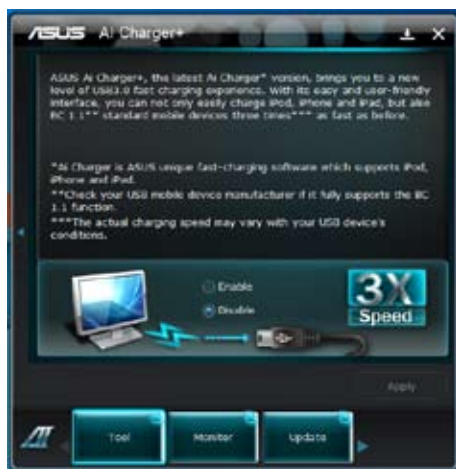 ASUS AI Charger+
ASUS Ai Charger+, the latest Ai Charger* version, brings you to a new
level of USB3.0 fast charging experience. With its easy and user-friendly
interface, you can not only easily charge iPod, iPhone and iPad, but also
BC 1.1** standard mobile devices three times*** as fast as before.
*Ai Charger is ASUS unique fast-charging software which supports iPod,
iPhone and iPad.
**Check your USB mobile device manufacturer if it fully supports the BC
1.1 function.
***The actual charging speed may vary with your USB device's
conditions.
Enable
Disable
3X
Speed
Apply
Tool
Monitor
Update